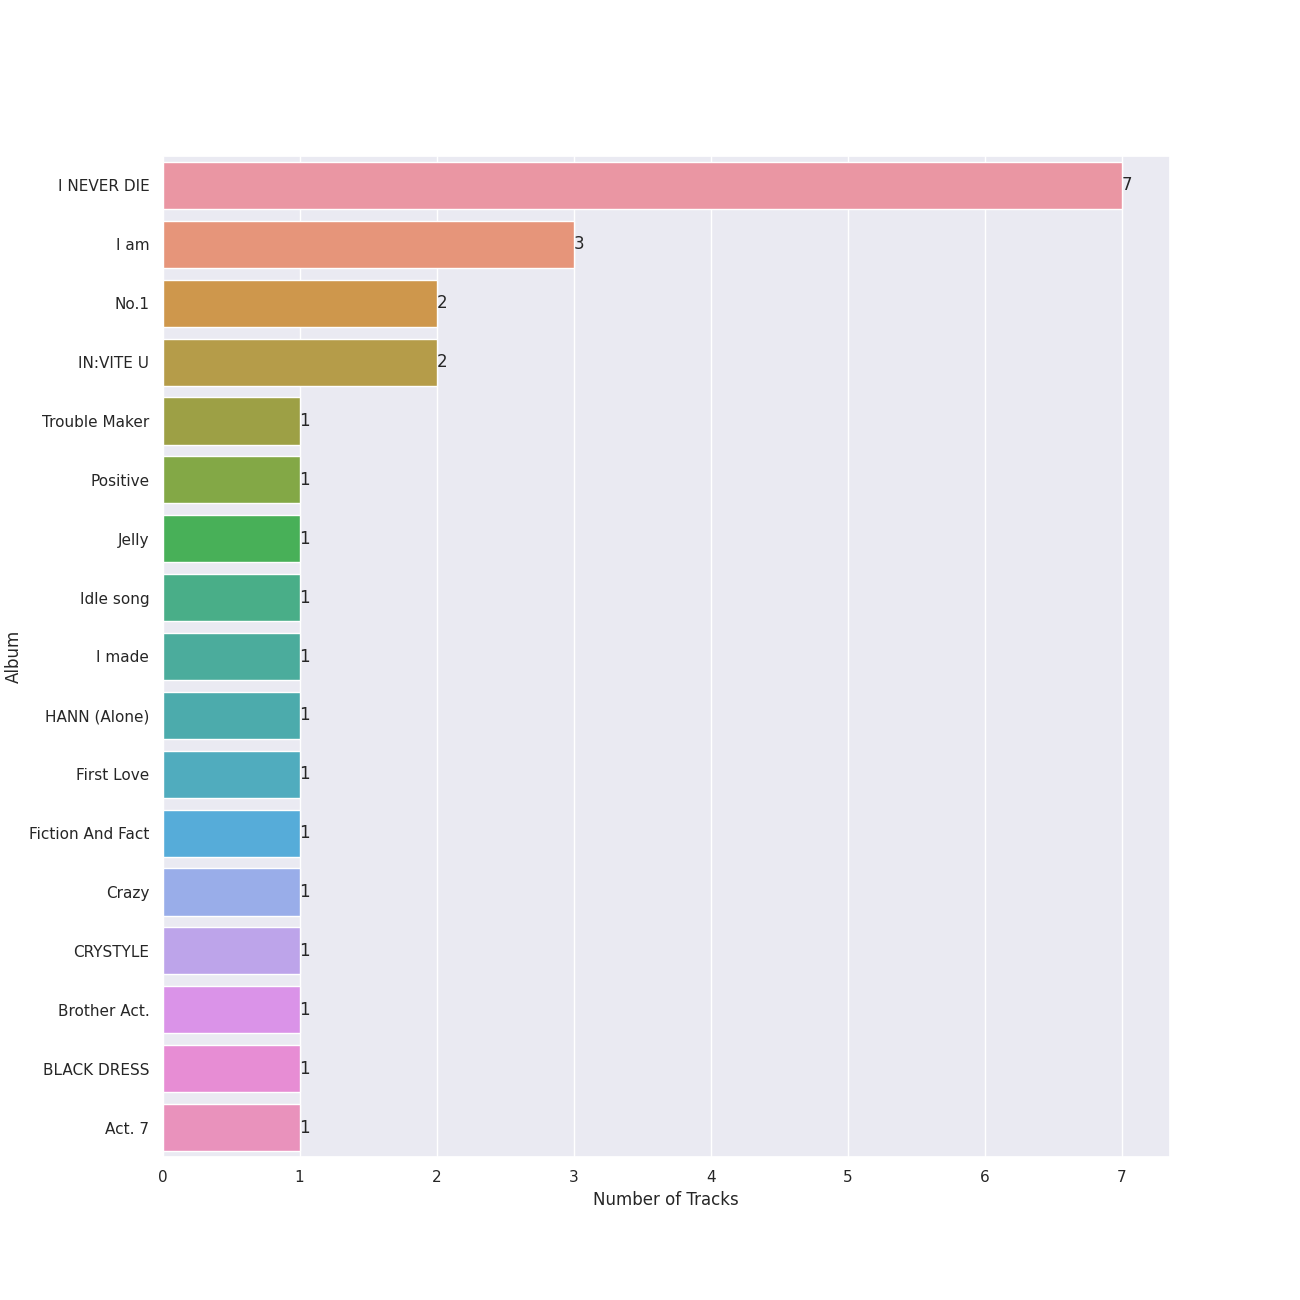 I NEVER DIE 7
I am 3
No.1 2
IN:VITE U 2
Trouble Maker 1
Positive 1
Jelly 1
Idle song 1
I made 1
HANN (Alone) 1
First Love 1
Fiction And Fact 1
Crazy 1
CRYSTYLE 1
Brother Act. 1
BLACK DRESS 1
Act. 7 1
Album
0 1 2 3 4 5 6 7
Number of Tracks